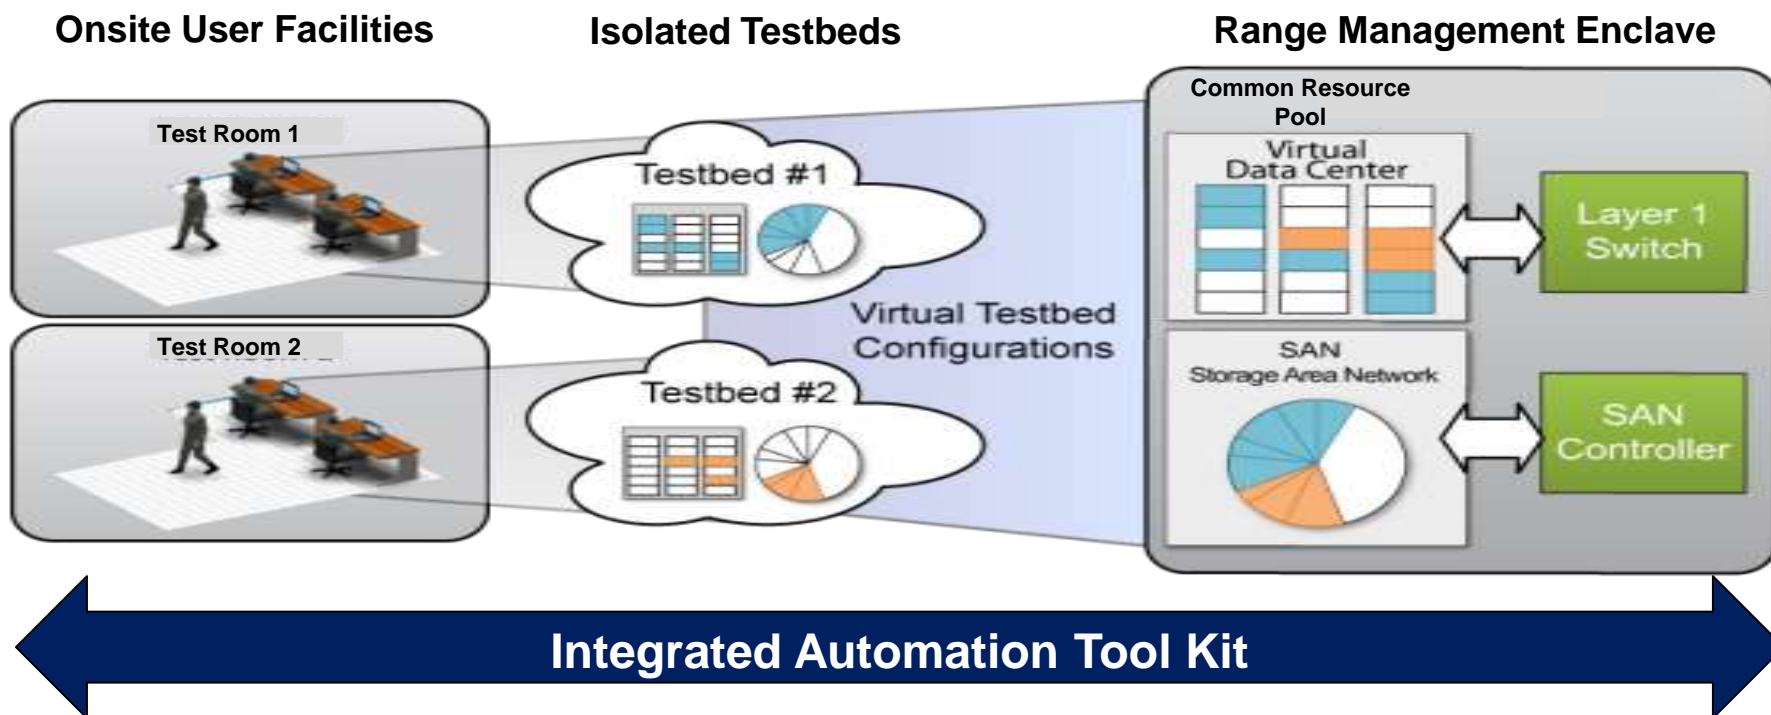 Onsite User Facilities
Isolated Testbeds
Range Management Enclave
Test Room 1
Test Room 2
Testbed #1
Testbed #2
Virtual Testbed
Configurations
Common Resource
Pool
Virtual
Data Center
Layer 1
Switch
SAN
Storage Area Network
SAN
Controller
Integrated Automation Tool Kit